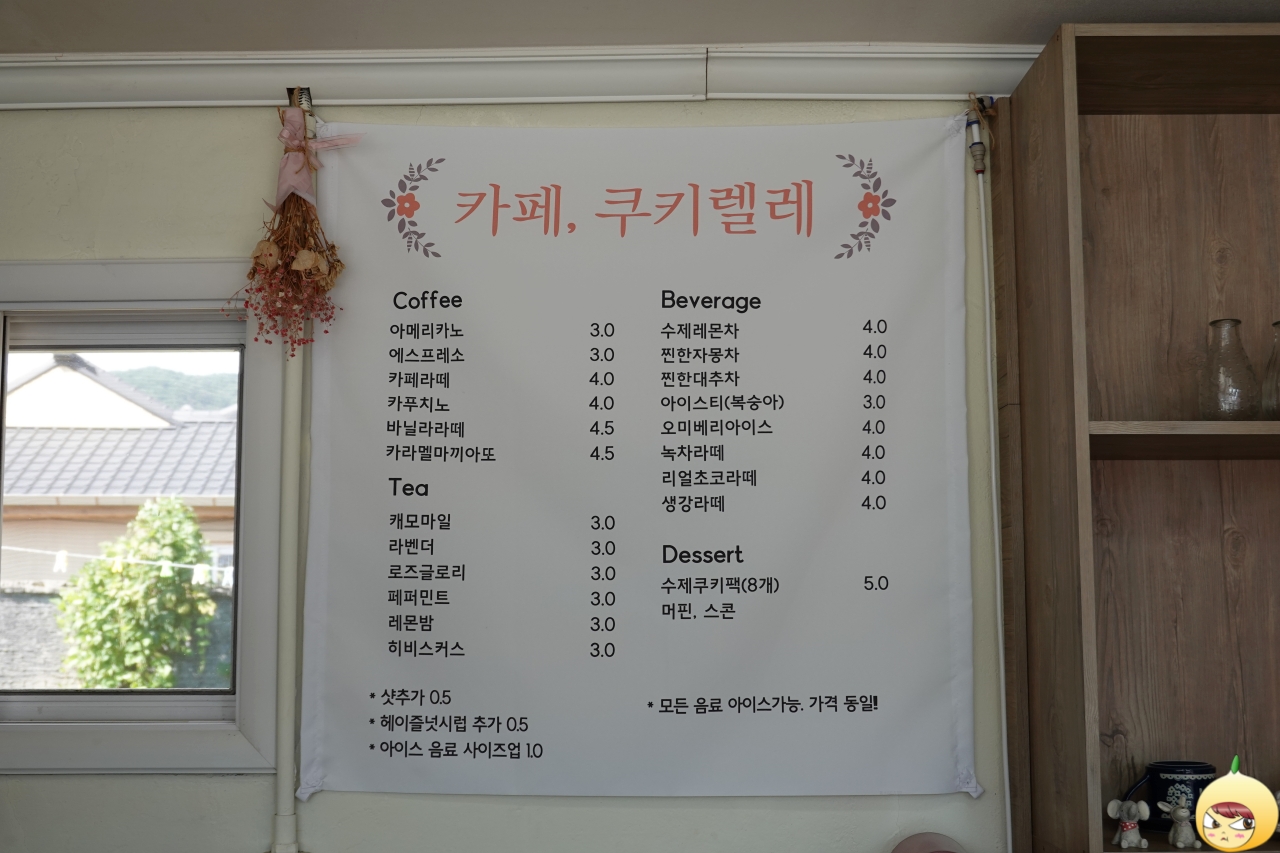 카페, 쿠키렐레
Coffee
아메리카노 3.0
에스프레소 3.0
카페라떼 4.0
카푸치노 4.0
바닐라라떼 4.5
카라멜마끼아또 4.5
Tea
캐모마일 3.0
라벤더 3.0
로즈글로리 3.0
페퍼민트 3.0
레몬밤 3.0
히비스커스 3.0
* 샷추가 0.5
* 헤이즐넛시럽 추가 0.5
* 아이스 음료 사이즈업 1.0
Beverage
수제레몬차 4.0
찐한자몽차 4.0
찐한대추차 4.0
아이스티(복숭아) 3.0
오미베리아이스 4.0
녹차라떼 4.0
리얼초코라떼 4.0
생강라떼 4.0
Dessert
수제쿠키팩(8개) 5.0
머핀, 스콘
* 모든 음료 아이스가능. 가격 동일!!